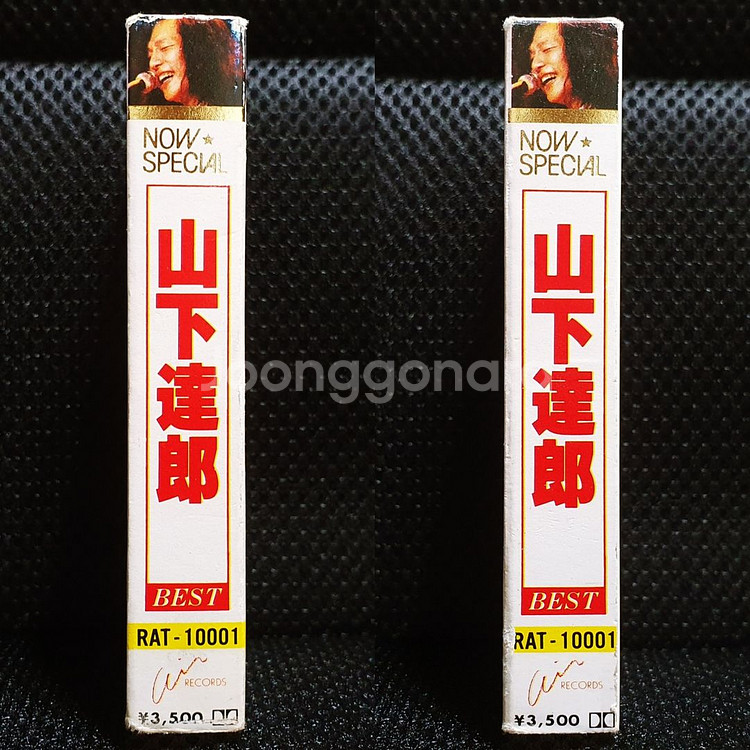 NOW★
SPECIAL
山下達郎
BEST
RAT-10001
Air RECORDS
¥3,500
NOW★
SPECIAL
山下達郎
BEST
RAT-10001
Air RECORDS
¥3,500
Joonggonara